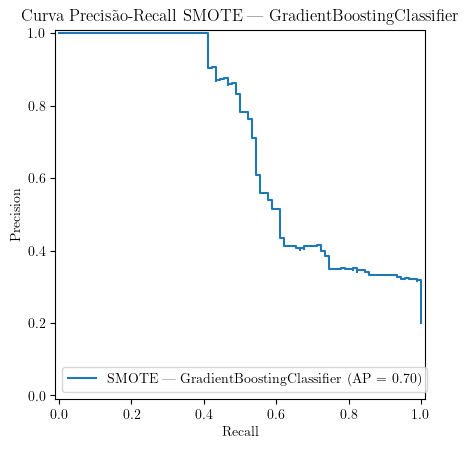 Curva Precisão-Recall SMOTE — GradientBoostingClassifier
1.0
0.8
0.6
0.4
0.2
0.0
Precision
SMOTE — GradientBoostingClassifier (AP = 0.70)
0.0 0.2 0.4 0.6 0.8 1.0
Recall